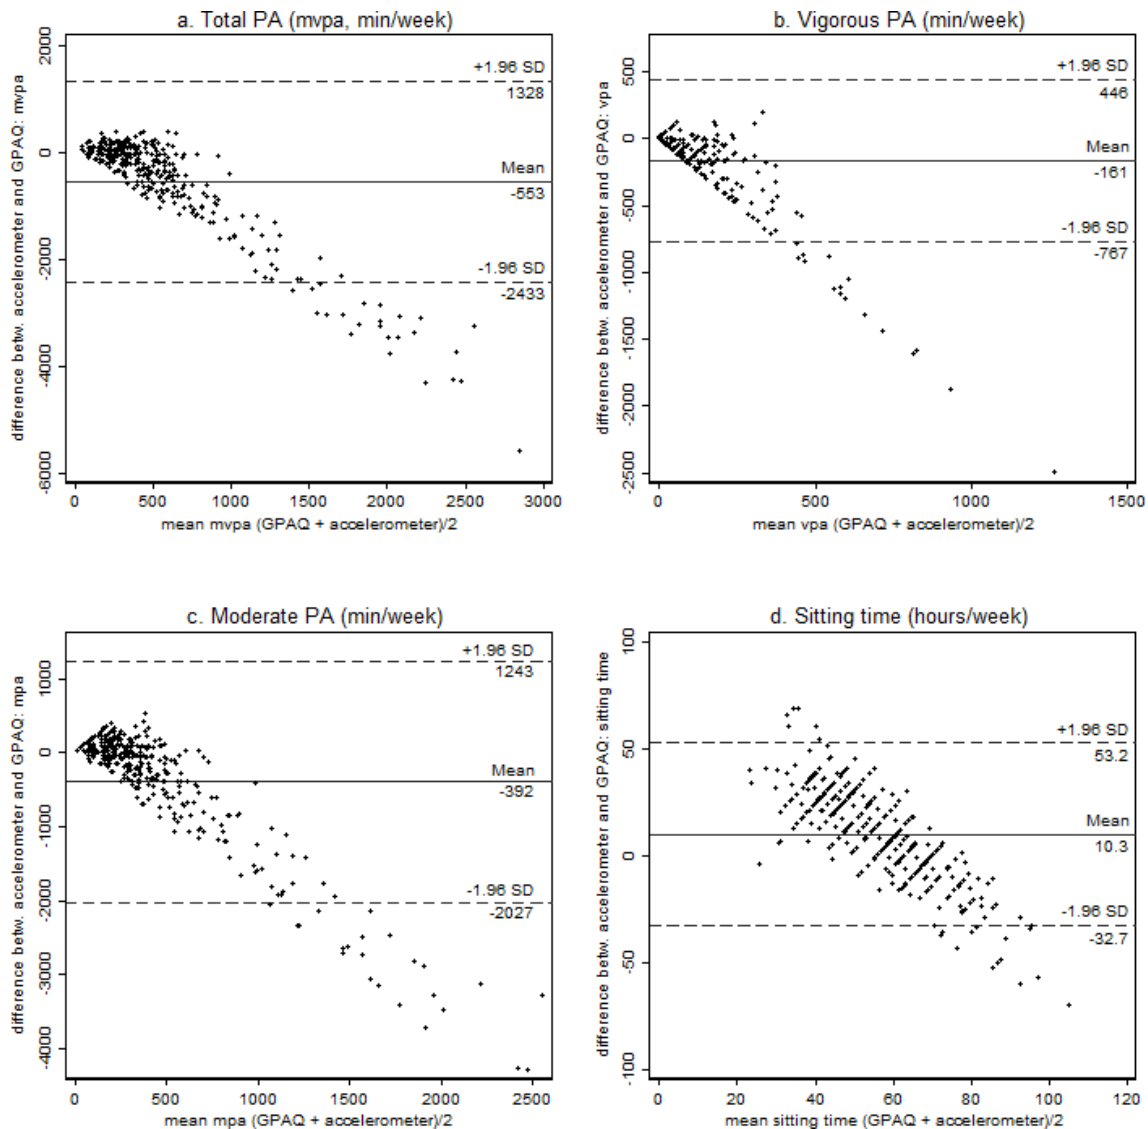 a. Total PA (mvpa, min/week)
difference betw. accelerometer and GPAQ: mvpa
2000
0
-2000
-4000
-6000
+1.96 SD
1328
Mean
-553
-1.96 SD
-2433
0 500 1000 1500 2000 2500 3000
mean mvpa (GPAQ + accelerometer)/2
b. Vigorous PA (min/week)
difference betw. accelerometer and GPAQ: vpa
500
0
-500
-1000
-1500
-2000
-2500
+1.96 SD
446
Mean
-161
-1.96 SD
-767
0 500 1000 1500
mean vpa (GPAQ + accelerometer)/2
c. Moderate PA (min/week)
difference betw. accelerometer and GPAQ: mpa
1000
0
-1000
-2000
-3000
-4000
+1.96 SD
1243
Mean
-392
-1.96 SD
-2027
0 500 1000 1500 2000 2500
mean mpa (GPAQ + accelerometer)/2
d. Sitting time (hours/week)
difference betw. accelerometer and GPAQ: sitting time
100
50
0
-50
-100
+1.96 SD
53.2
Mean
10.3
-1.96 SD
-32.7
0 20 40 60 80 100 120
mean sitting time (GPAQ + accelerometer)/2